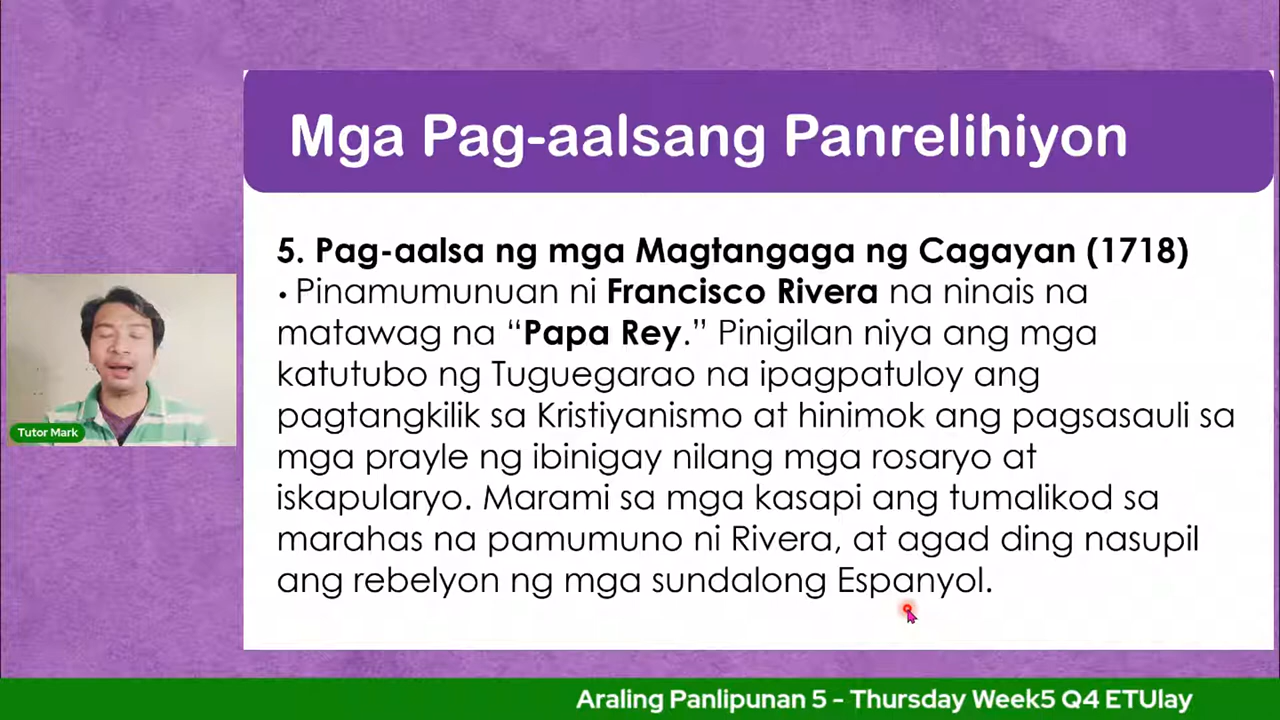 Mga Pag-aalsang Panrelihiyon
5. Pag-aalsa ng mga Magtangaga ng Cagayan (1718)
• Pinamumunuan ni Francisco Rivera na ninais na
matawag na “Papa Rey.” Pinigilan niya ang mga
katutubo ng Tuguegarao na ipagpatuloy ang
pagtangkilik sa Kristiyanismo at hinimok ang pagsasauli sa
mga prayle ng ibinigay nilang mga rosaryo at
iskapularyo. Marami sa mga kasapi ang tumalikod sa
marahas na pamumuno ni Rivera, at agad ding nasupil
ang rebelyon ng mga sundalong Espanyol.
Tutor Mark
Araling Panlipunan 5 - Thursday Week5 Q4 ETUlay